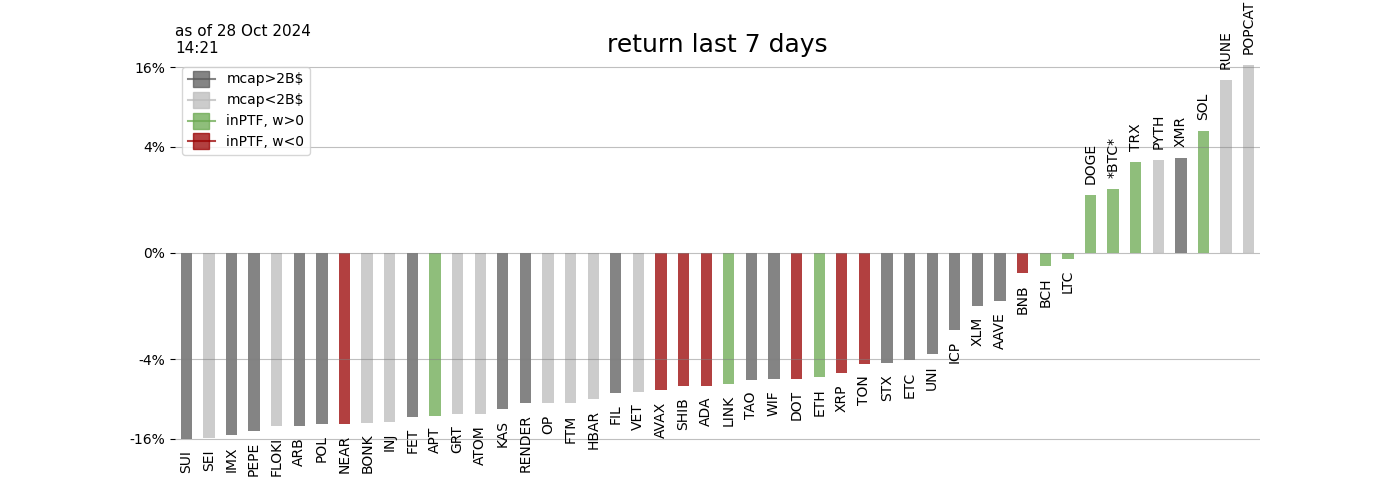 as of 28 Oct 2024
14:21
return last 7 days
16%
4%
0%
-4%
-16%
mcap>2B$
mcap<2B$
inPTF, w>0
inPTF, w<0
SUI
SEI
IMX
PEPE
FLOKI
ARB
POL
NEAR
BONK
INJ
FET
APT
GRT
ATOM
KAS
RENDER
OP
FTM
HBAR
FIL
VET
AVAX
SHIB
ADA
LINK
TAO
WIF
DOT
ETH
XRP
TON
STX
ETC
UNI
ICP
XLM
AAVE
BNB
BCH
LTC
DOGE
*BTC*
TRX
PYTH
XMR
SOL
RUNE
POPCAT